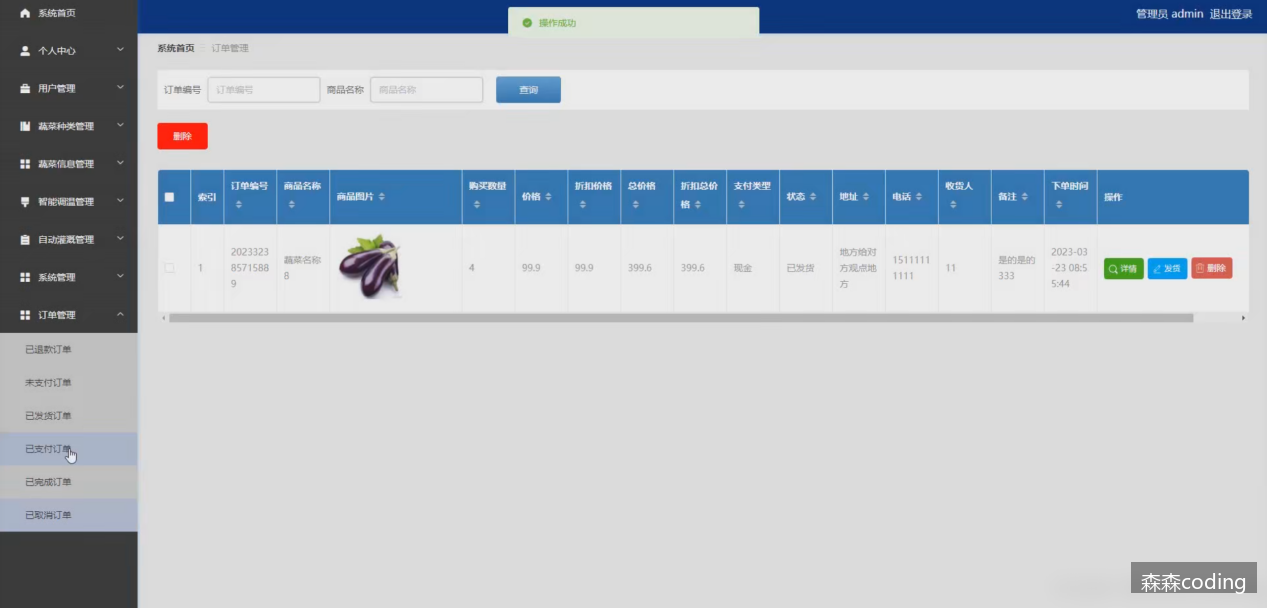 系统首页
个人中心
用户管理
蔬菜种类管理
蔬菜信息管理
智能调温管理
自动灌溉管理
系统管理
订单管理
已退款订单
未支付订单
已发货订单
已支付订单
已完成订单
已取消订单
操作成功
管理员 admin 退出登录
系统首页 订单管理
订单编号 订单编号 商品名称 商品名称 查询
删除
索引
订单编号
商品名称
商品图片
购买数量
价格
折扣价格
总价格
折扣总价
格
支付类型
状态
地址
电话
收货人
备注
下单时间
操作
1
2023323
8571588
9
蔬菜名称
8
4
99.9
99.9
399.6
399.6
现金
已发货
地方给对
方观点地
方
1511111
1111
11
是的是的
333
2023-03
-23 08:5
5:44
详情 发货 删除
森森coding